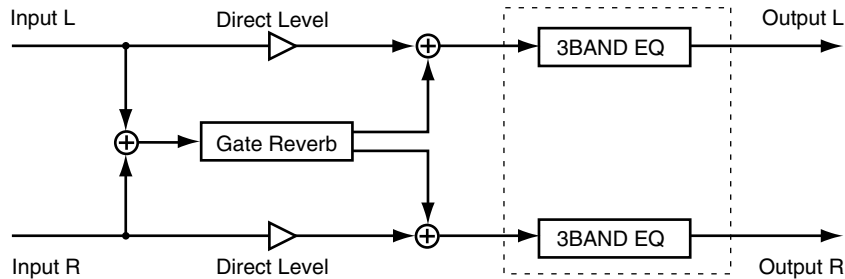 Input L
Direct Level
Output L
3BAND EQ
Gate Reverb
3BAND EQ
Input R
Direct Level
Output R